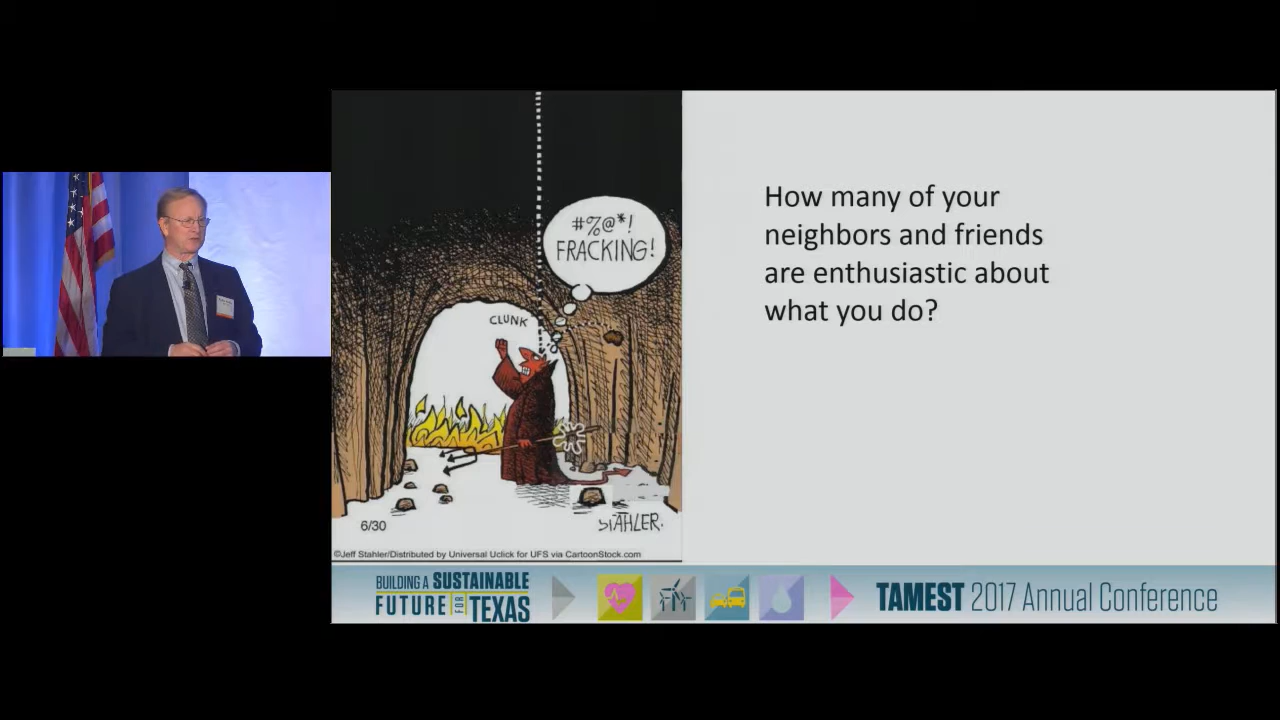 #%@*!
FRACKING!
CLUNK
6/30
STAHLER.
©Jeff Stahler/Distributed by Universal Uclick for UFS via CartoonStock.com
How many of your
neighbors and friends
are enthusiastic about
what you do?
BUILDING A SUSTAINABLE
FUTURE FOR TEXAS
TAMEST 2017 Annual Conference